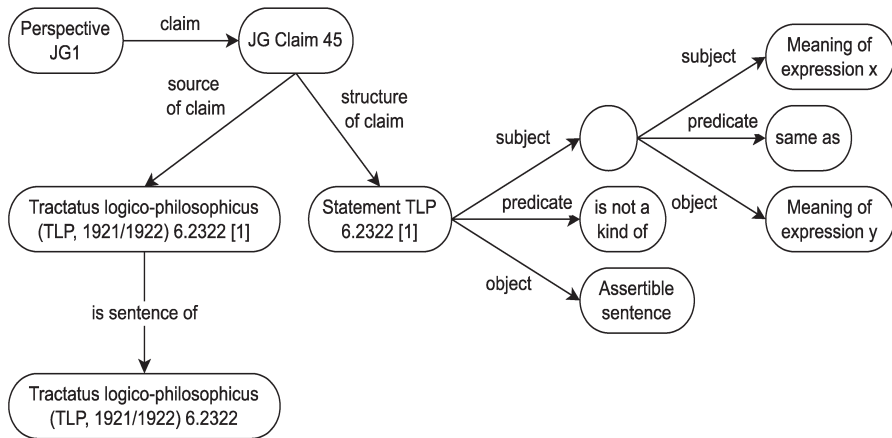 Perspective
JG1
claim
JG Claim 45
source
of claim
structure
of claim
Tractatus logico-philosophicus
(TLP, 1921/1922) 6.2322 [1]
is sentence of
Tractatus logico-philosophicus
(TLP, 1921/1922) 6.2322
Statement TLP
6.2322 [1]
subject
predicate
is not a
kind of
object
Assertible
sentence
subject
Meaning of
expression x
predicate
same as
object
Meaning of
expression y